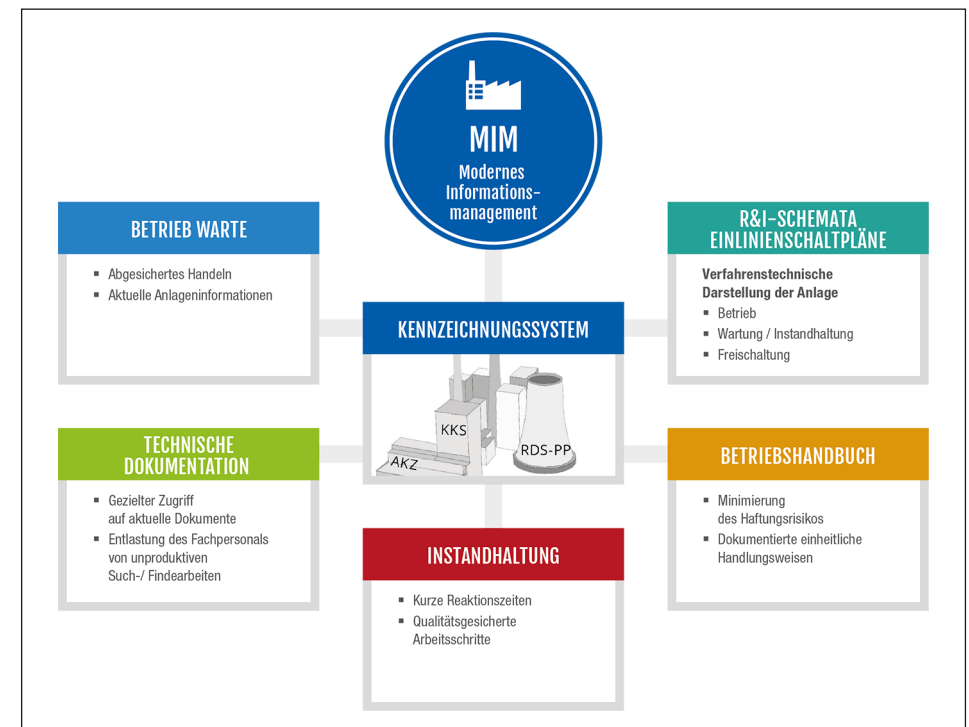 MIM
Modernes
Informations-
management
BETRIEB WARTE
▪ Abgesichertes Handeln
▪ Aktuelle Anlageninformationen
R&I-SCHEMATA
EINLINIENSCHALTPLÄNE
Verfahrenstechnische
Darstellung der Anlage
▪ Betrieb
▪ Wartung / Instandhaltung
▪ Freischaltung
KENNZEICHNUNGSSYSTEM
KKS
RDS-PP
AKZ
TECHNISCHE
DOKUMENTATION
▪ Gezielter Zugriff
auf aktuelle Dokumente
▪ Entlastung des Fachpersonals
von unproduktiven
Such-/ Findearbeiten
BETRIEBSHANDBUCH
▪ Minimierung
des Haftungsrisikos
▪ Dokumentierte einheitliche
Handlungsweisen
INSTANDHALTUNG
▪ Kurze Reaktionszeiten
▪ Qualitätsgesicherte
Arbeitsschritte